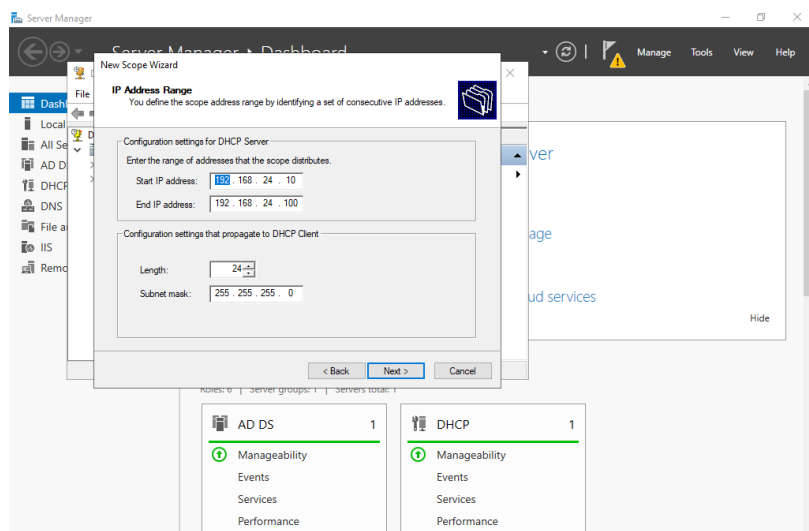 Server Manager
Server Manager • Dashboard
Manage Tools View Help
New Scope Wizard
File
IP Address Range
You define the scope address range by identifying a set of consecutive IP addresses.
Configuration settings for DHCP Server
Enter the range of addresses that the scope distributes.
Start IP address: 192 . 168 . 24 . 10
End IP address: 192 . 168 . 24 . 100
Configuration settings that propagate to DHCP Client
Length: 24
Subnet mask: 255 . 255 . 255 . 0
< Back Next > Cancel
Dash
Local
All Se
AD D
DHCP
DNS
File a
IIS
Remo
D
ver
age
ud services
Hide
Roles: 6 | Server groups: 1 | Servers total: 1
AD DS 1
Manageability
Events
Services
Performance
DHCP 1
Manageability
Events
Services
Performance